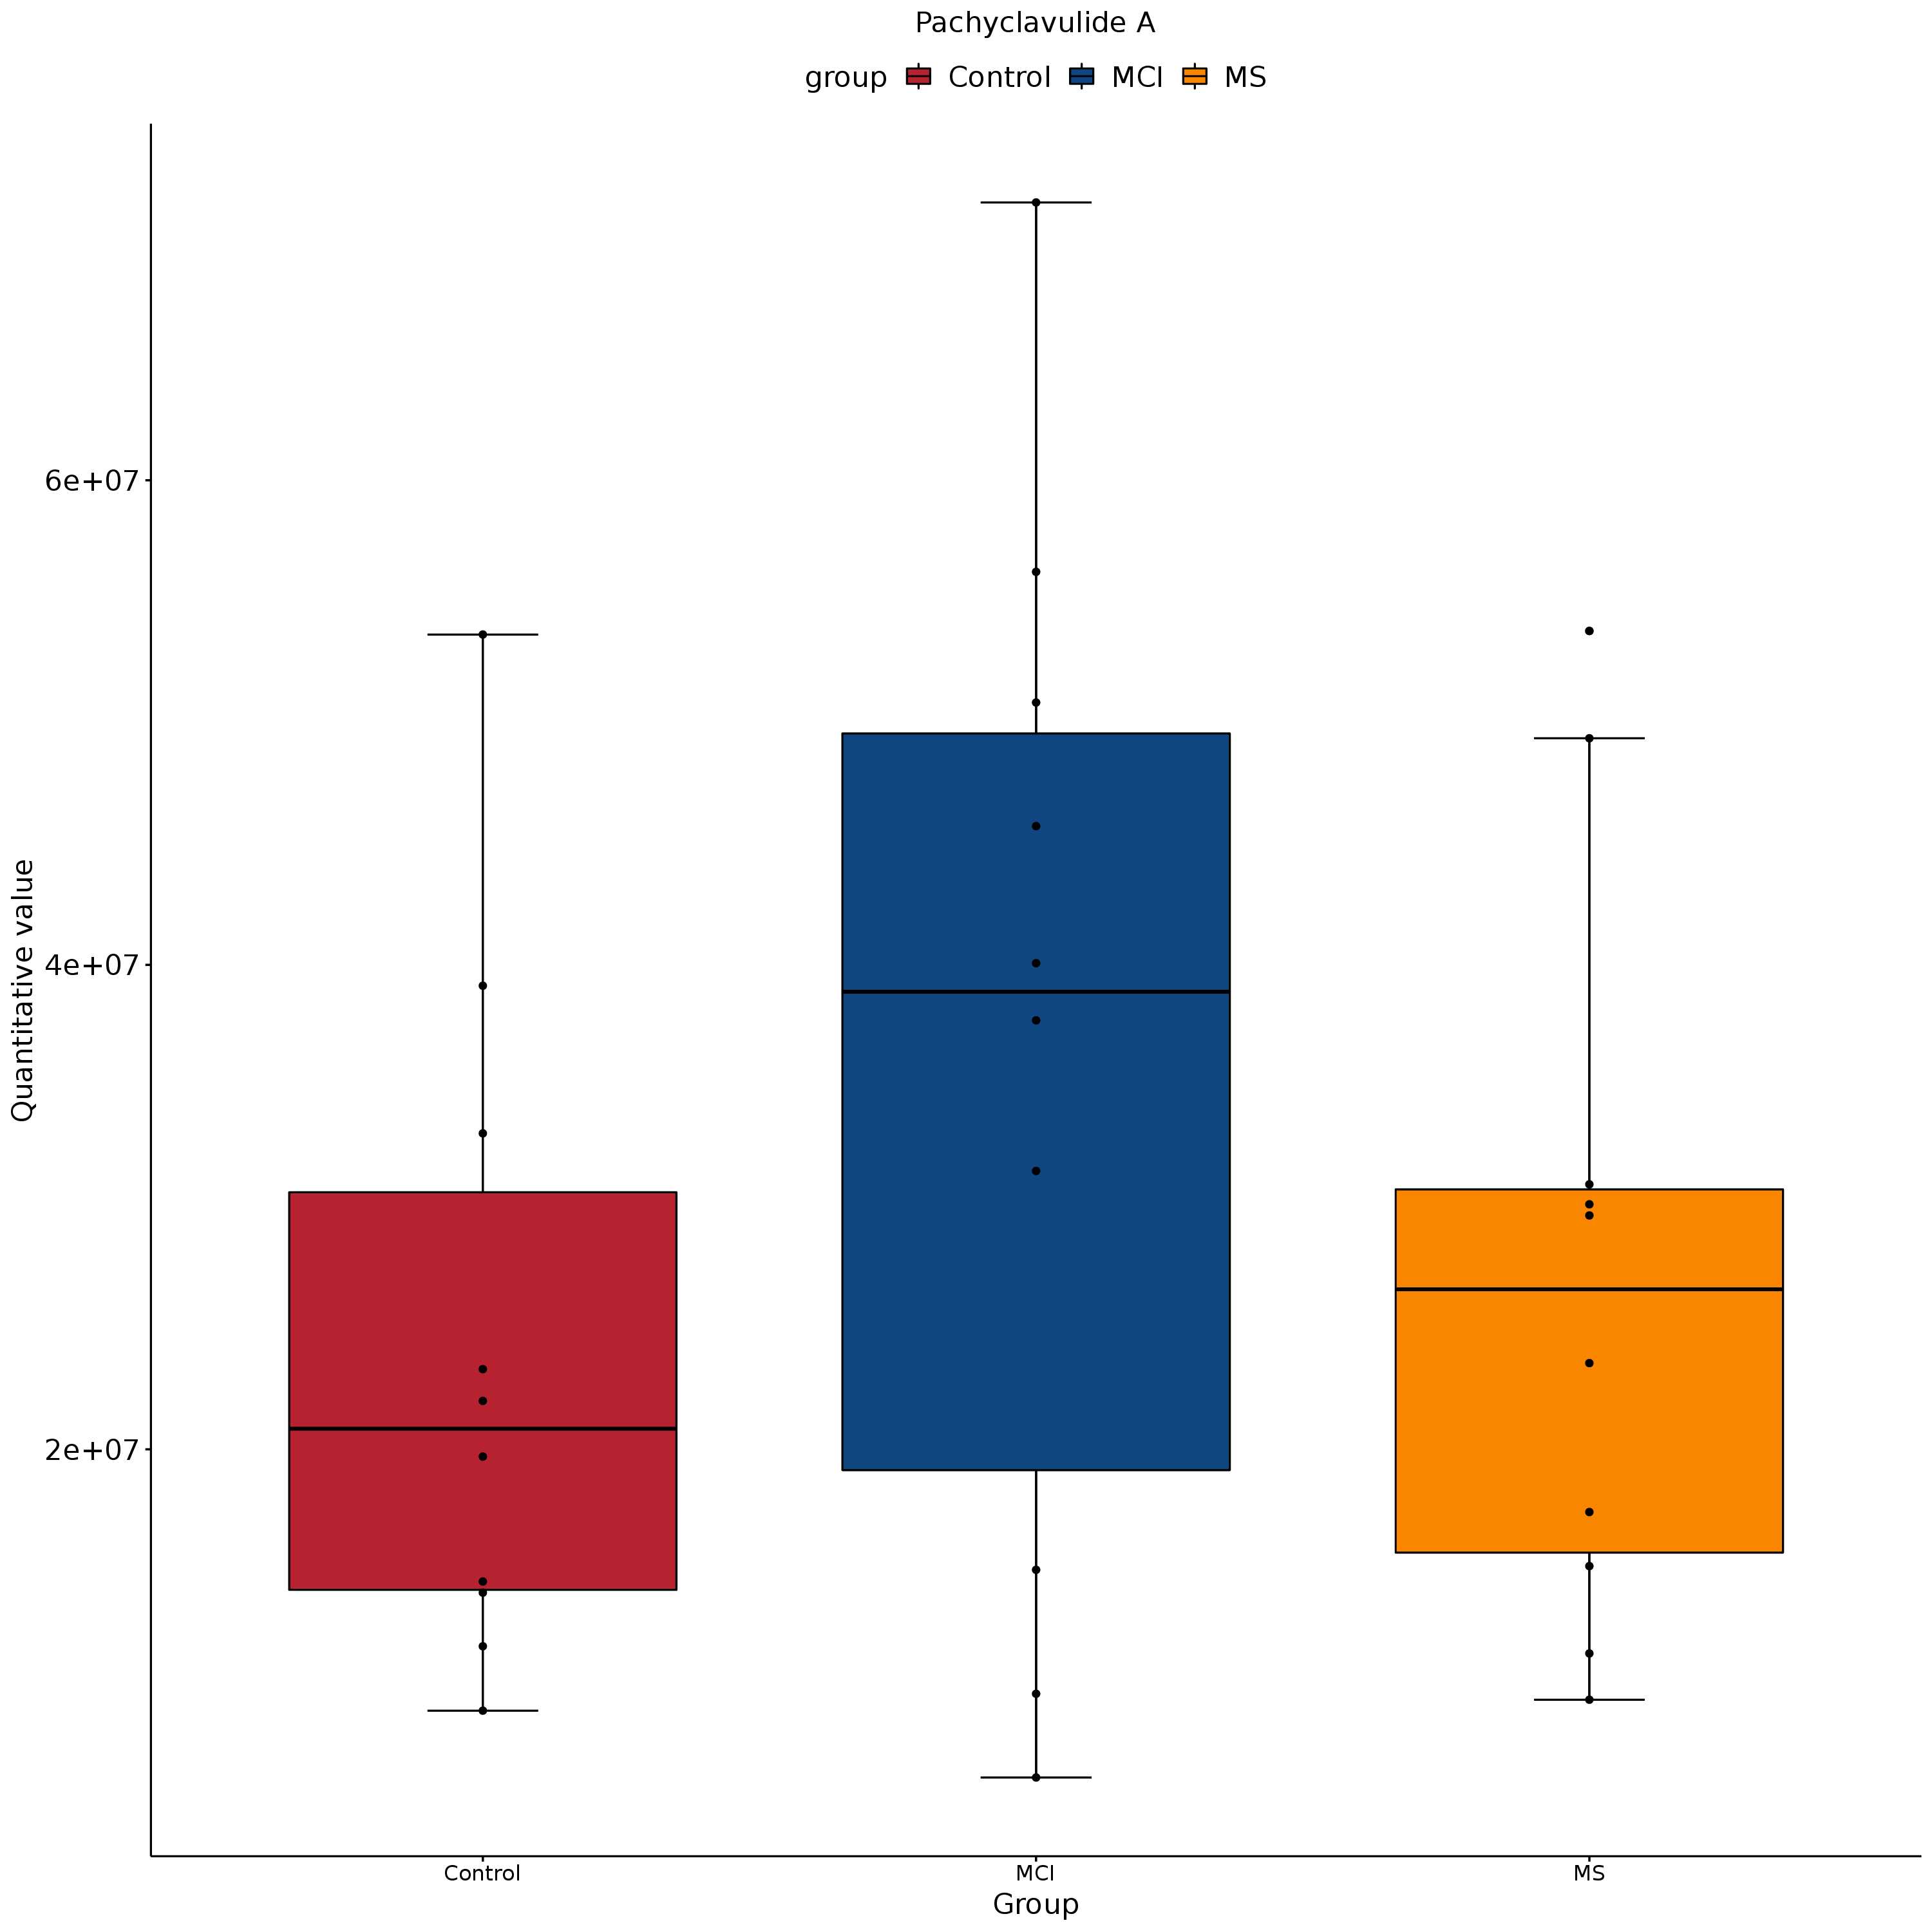 Pachyclavulide A
group Control MCI MS
6e+07
4e+07
2e+07
Quantitative value
Control MCI MS
Group